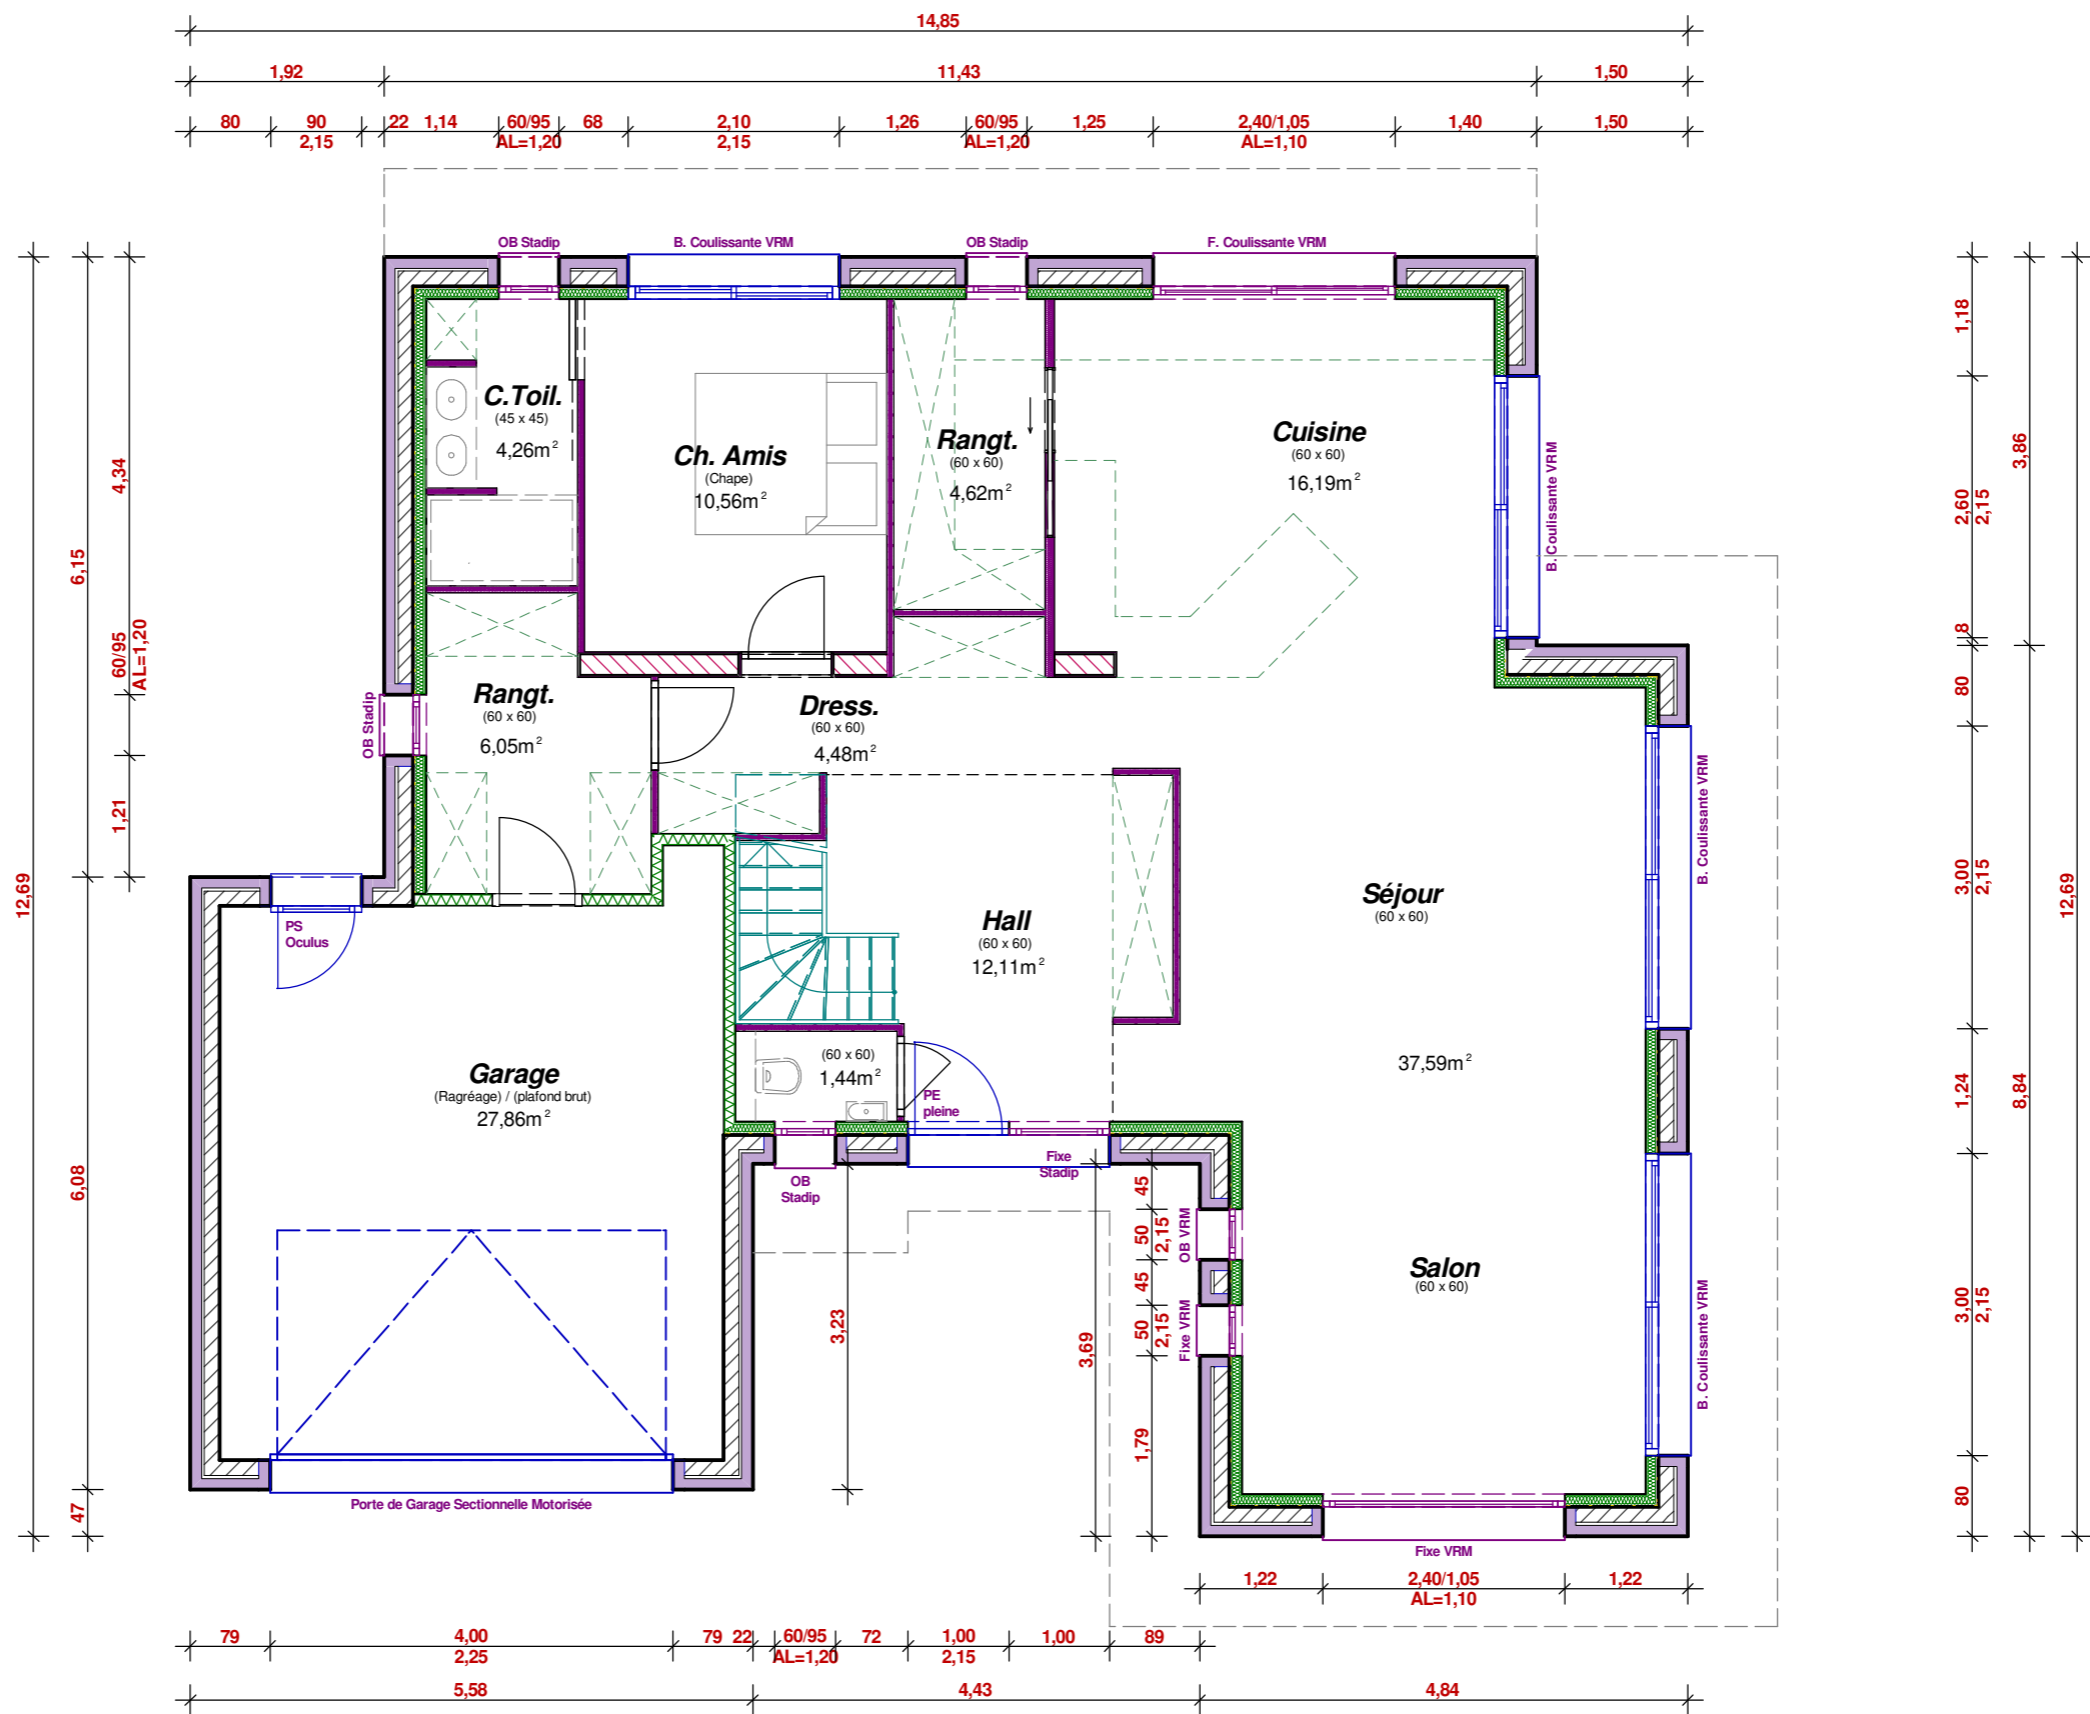 14,85
1,92 11,43 1,50
80 90 22 1,14 60/95 68 2,10 1,26 60/95 1,25 2,40/1,05 1,40 1,50
2,15 AL=1,20 2,15 AL=1,20 AL=1,10
OB Stadip B. Coulissante VRM OB Stadip F. Coulissante VRM
C.Toil.
(45 x 45)
4,26m²
Ch. Amis
(Chape)
10,56m²
Rangt.
(60 x 60)
4,62m²
Cuisine
(60 x 60)
16,19m²
B. Coulissante VRM
Rangt.
(60 x 60)
6,05m²
Dress.
(60 x 60)
4,48m²
OB Stadip
B. Coulissante VRM
Séjour
(60 x 60)
37,59m²
Hall
(60 x 60)
12,11m²
PS
Oculus
(60 x 60)
1,44m²
PE
pleine
Garage
(Ragréage) / (plafond brut)
27,86m²
Fixe
Stadip
OB
Stadip
OB VRM
Fixe VRM
Salon
(60 x 60)
B. Coulissante VRM
Porte de Garage Sectionnelle Motorisée
Fixe VRM
12,69
6,15
6,08
47
4,34
60/95
AL=1,20
1,21
3,23
3,69
45
50
2,15
45
50
2,15
1,79
1,18
2,60
2,15
8
80
3,00
2,15
1,24
3,00
2,15
80
3,86
8,84
12,69
1,22 2,40/1,05 1,22
AL=1,10
79 4,00 79 22 60/95 72 1,00 1,00 89
2,25 AL=1,20 2,15
5,58 4,43 4,84